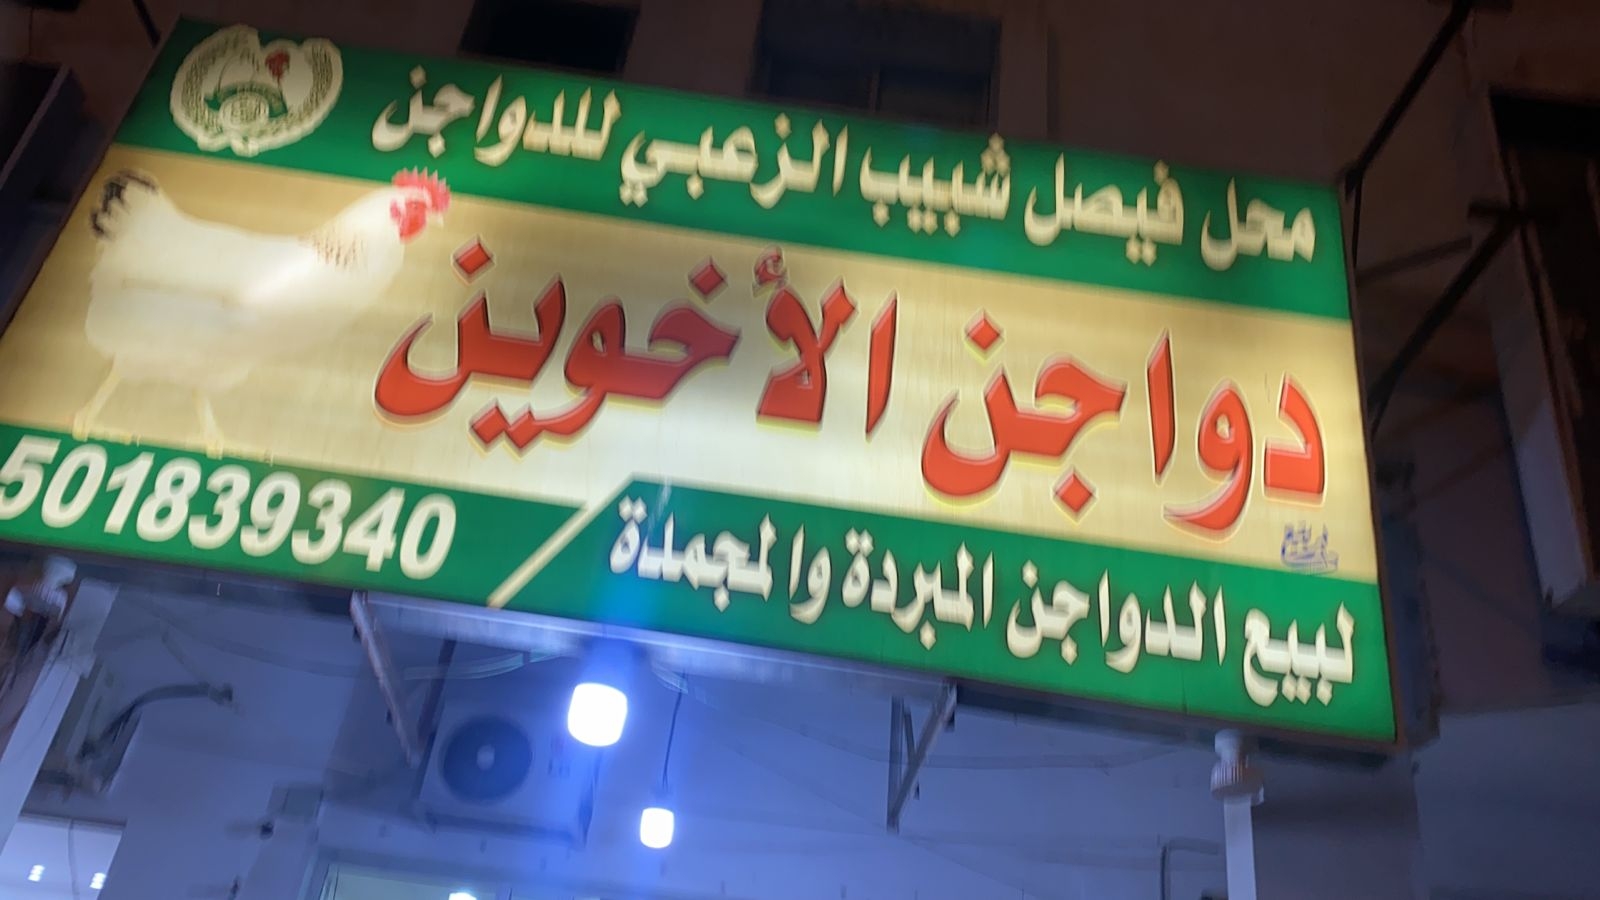 محل فيصل شبيب الزعبي للدواجن
دواجن الأخوين
لبيع الدواجن المبردة والمجمدة
501839340